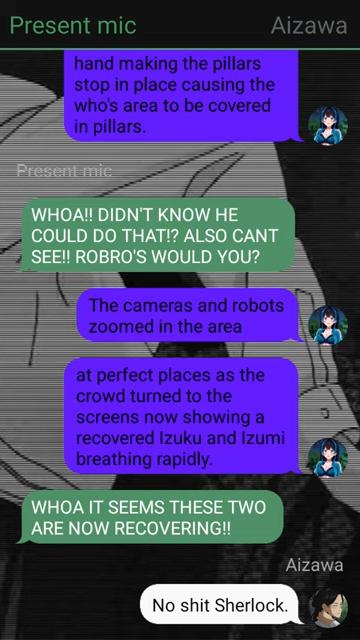 Present mic
Aizawa
hand making the pillars
stop in place causing the
who's area to be covered
in pillars.
Present mic
WHOA!! DIDN'T KNOW HE
COULD DO THAT!? ALSO CANT
SEE!! ROBRO'S WOULD YOU?
The cameras and robots
zoomed in the area
at perfect places as the
crowd turned to the
screens now showing a
recovered Izuku and Izumi
breathing rapidly.
WHOA IT SEEMS THESE TWO
ARE NOW RECOVERING!!
Aizawa
No shit Sherlock.